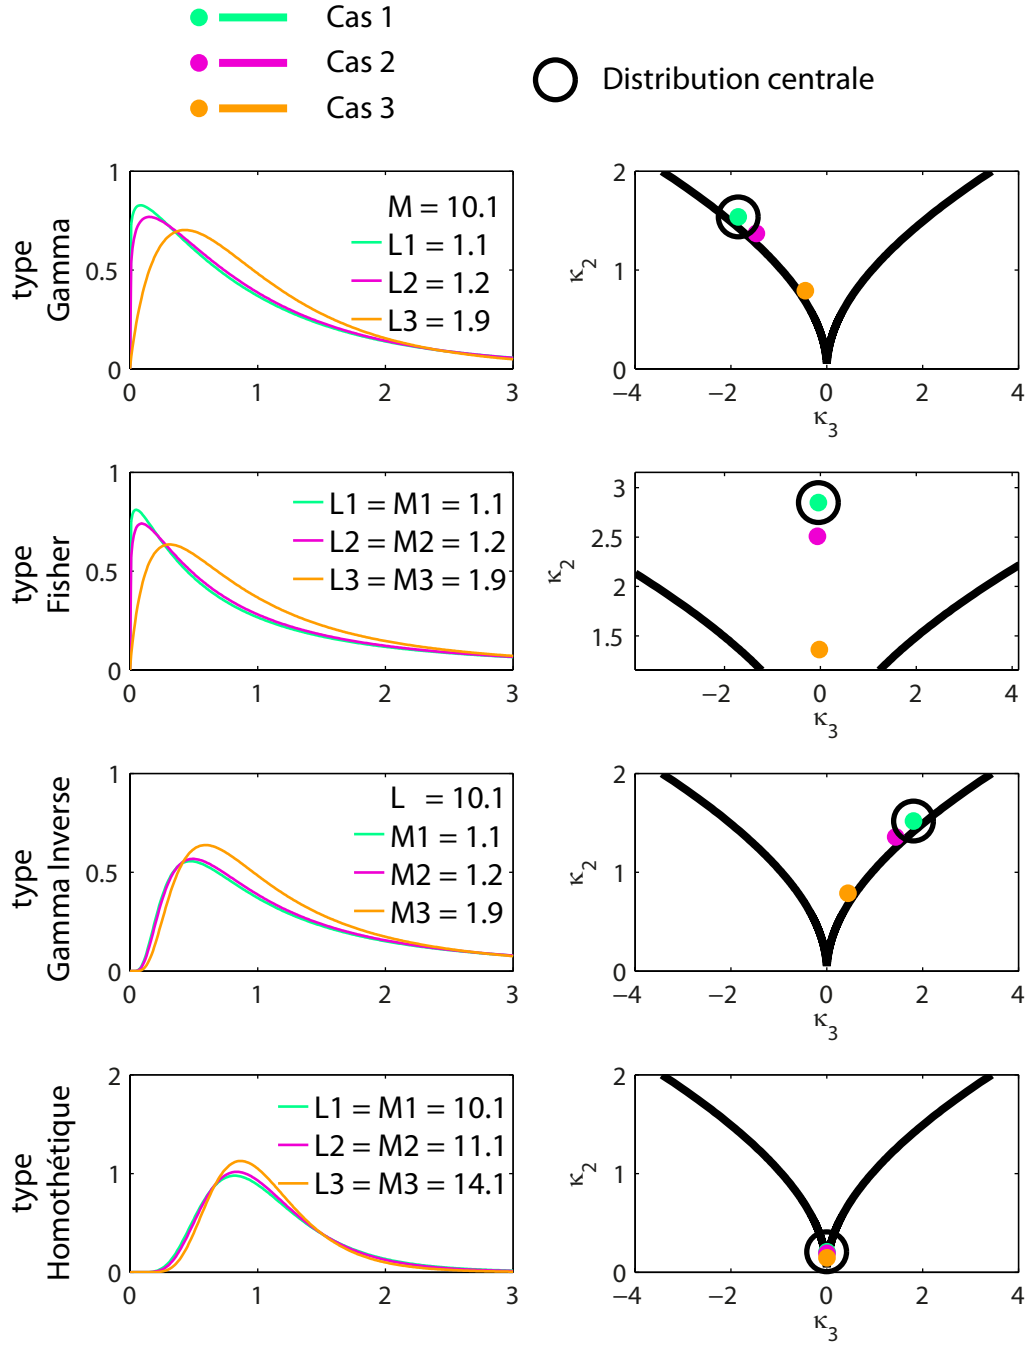 Cas 1
Cas 2
Cas 3
Distribution centrale
type
Gamma
1
0.5
0
0
1
2
3
M = 10.1
L1 = 1.1
L2 = 1.2
L3 = 1.9
κ2
2
1
0
−4
−2
0
2
4
κ3
type
Fisher
1
0.5
0
0
1
2
3
L1 = M1 = 1.1
L2 = M2 = 1.2
L3 = M3 = 1.9
κ2
3
2.5
2
1.5
−2
0
2
4
κ3
type
Gamma Inverse
1
0.5
0
0
1
2
3
L = 10.1
M1 = 1.1
M2 = 1.2
M3 = 1.9
κ2
2
1
0
−4
−2
0
2
4
κ3
type
Homothétique
2
1
0
0
1
2
3
L1 = M1 = 10.1
L2 = M2 = 11.1
L3 = M3 = 14.1
κ2
2
1
0
−4
−2
0
2
4
κ3